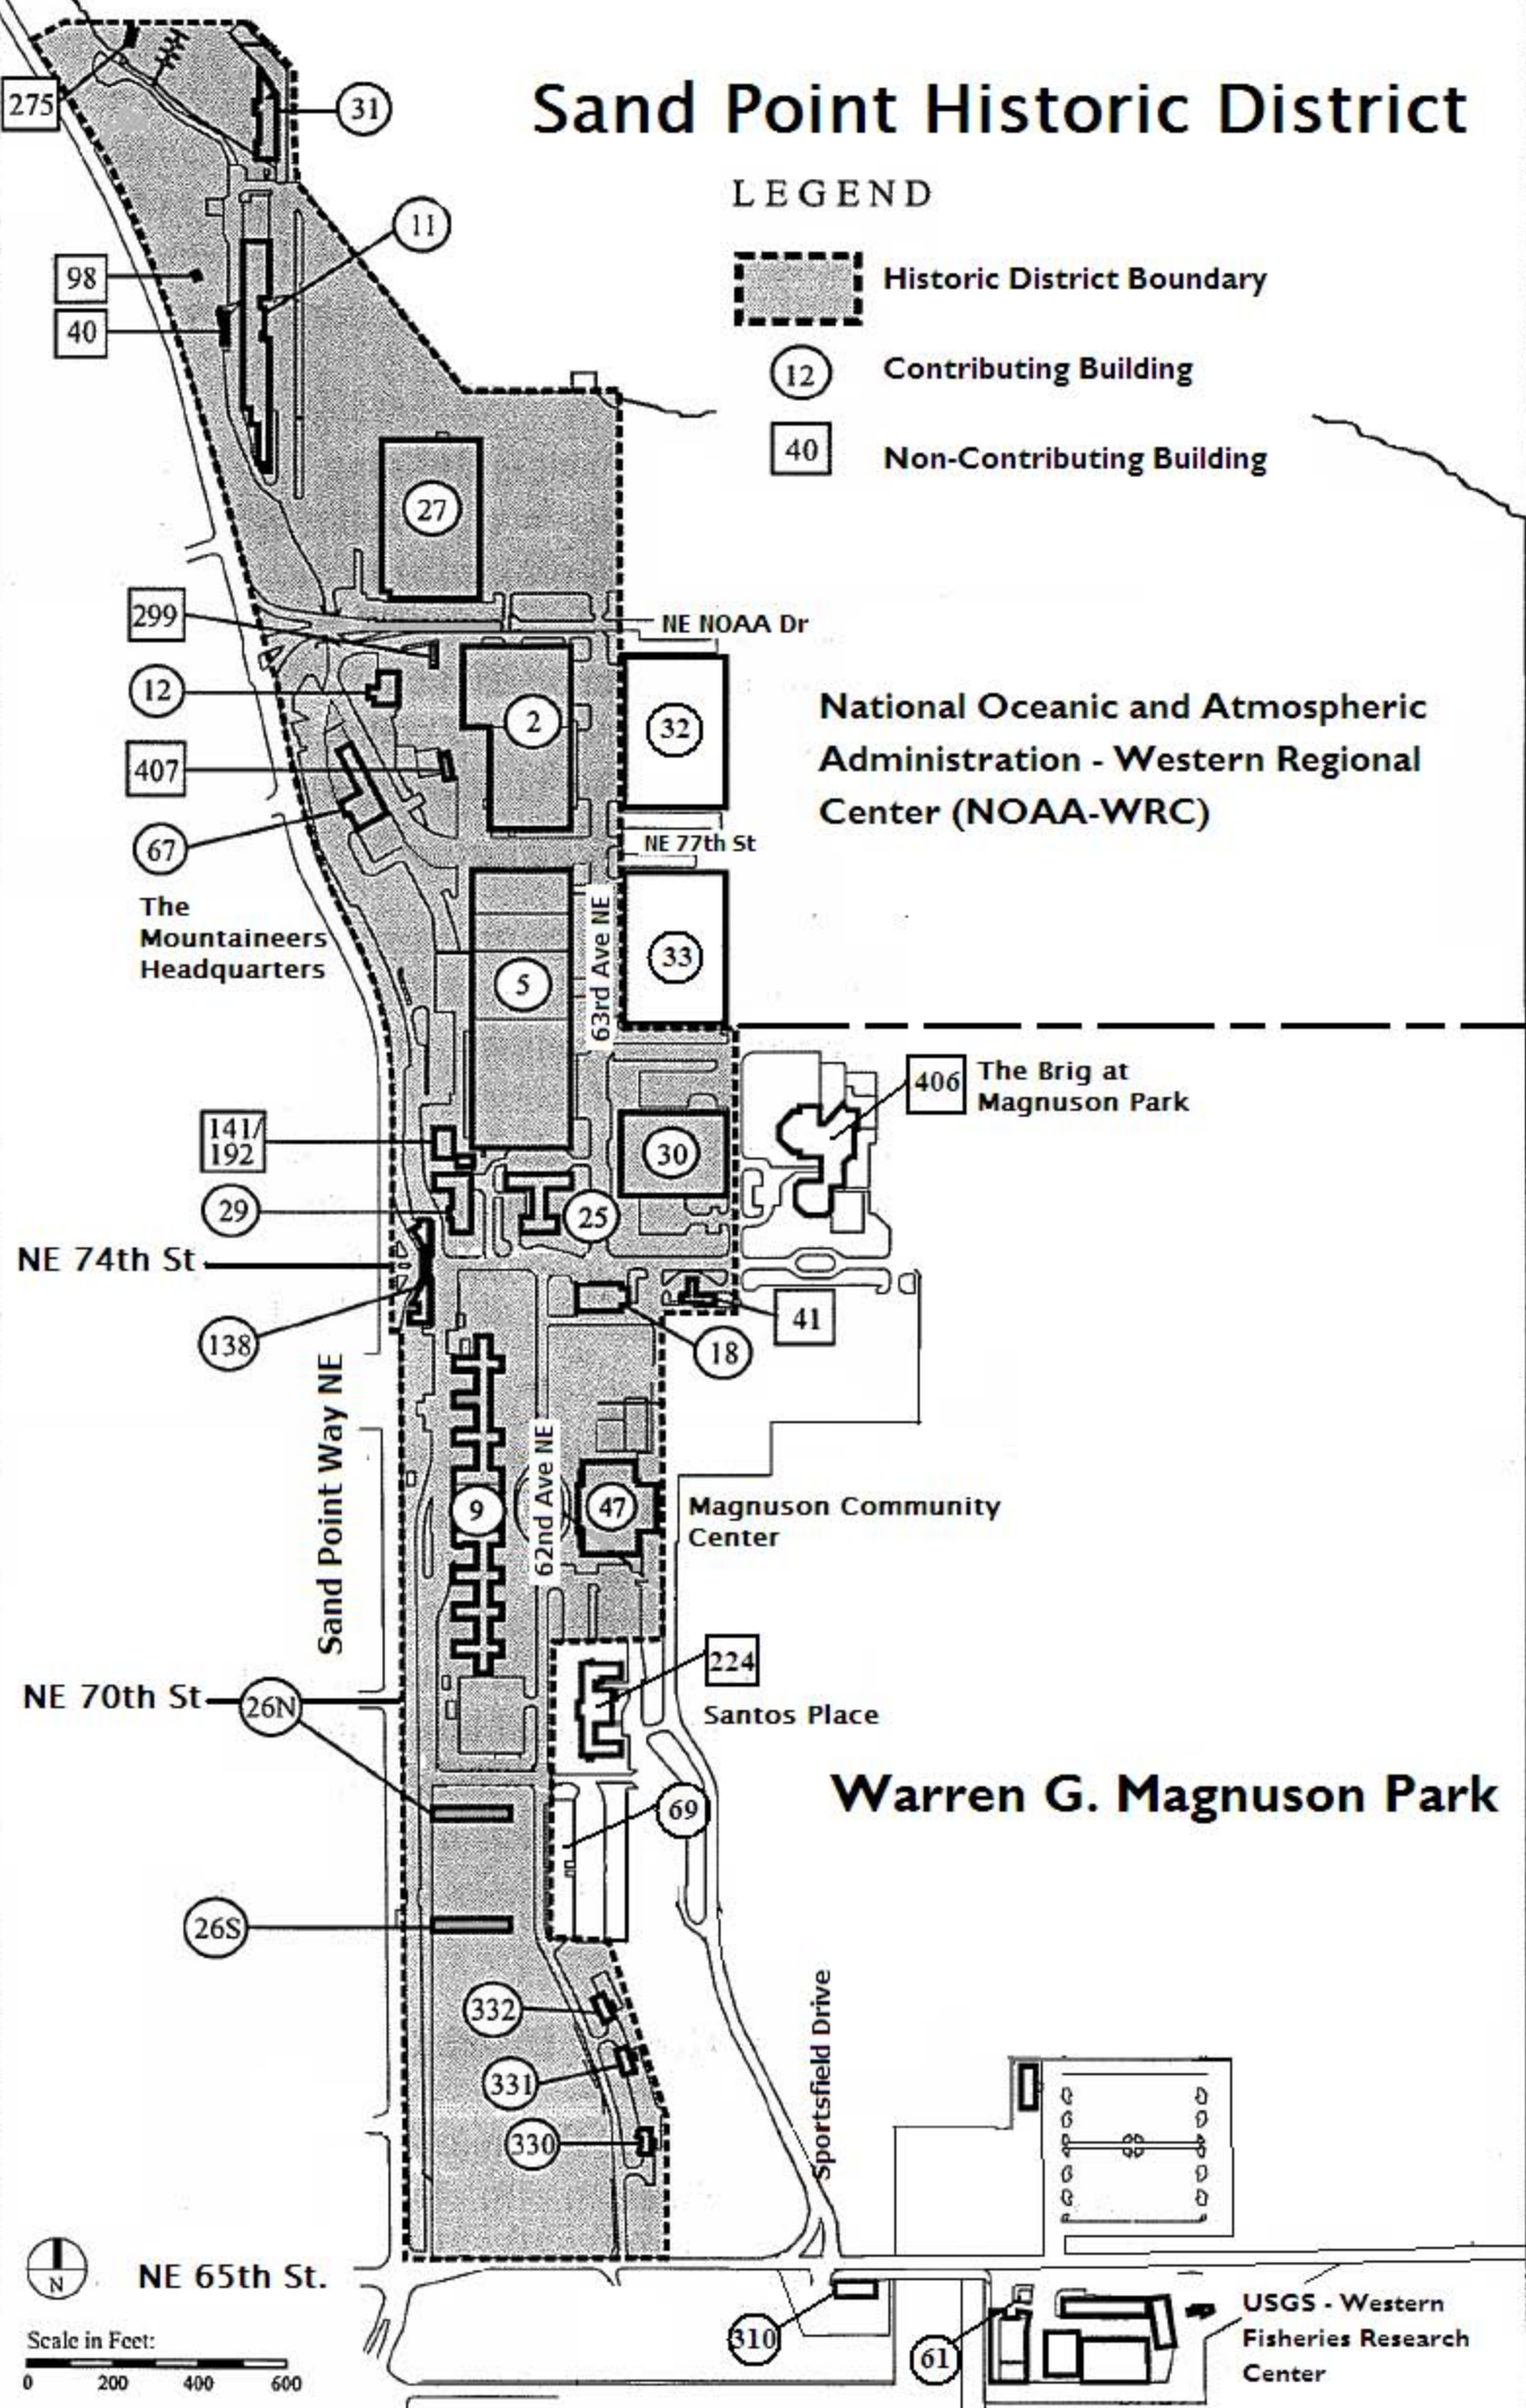 Sand Point Historic District
LEGEND
Historic District Boundary
12
Contributing Building
40
Non-Contributing Building
275
31
11
98
40
27
299
NE NOAA Dr
12
2
32
National Oceanic and Atmospheric
Administration - Western Regional
Center (NOAA-WRC)
407
67
NE 77th St
The
Mountaineers
Headquarters
5
63rd Ave NE
33
406
The Brig at
Magnuson Park
141/
192
30
29
25
NE 74th St
138
18
41
Sand Point Way NE
9
62nd Ave NE
47
Magnuson Community
Center
224
Santos Place
NE 70th St
26N
69
Warren G. Magnuson Park
26S
332
331
330
Sportsfield Drive
N
NE 65th St.
310
61
USGS - Western
Fisheries Research
Center
Scale in Feet:
0 200 400 600